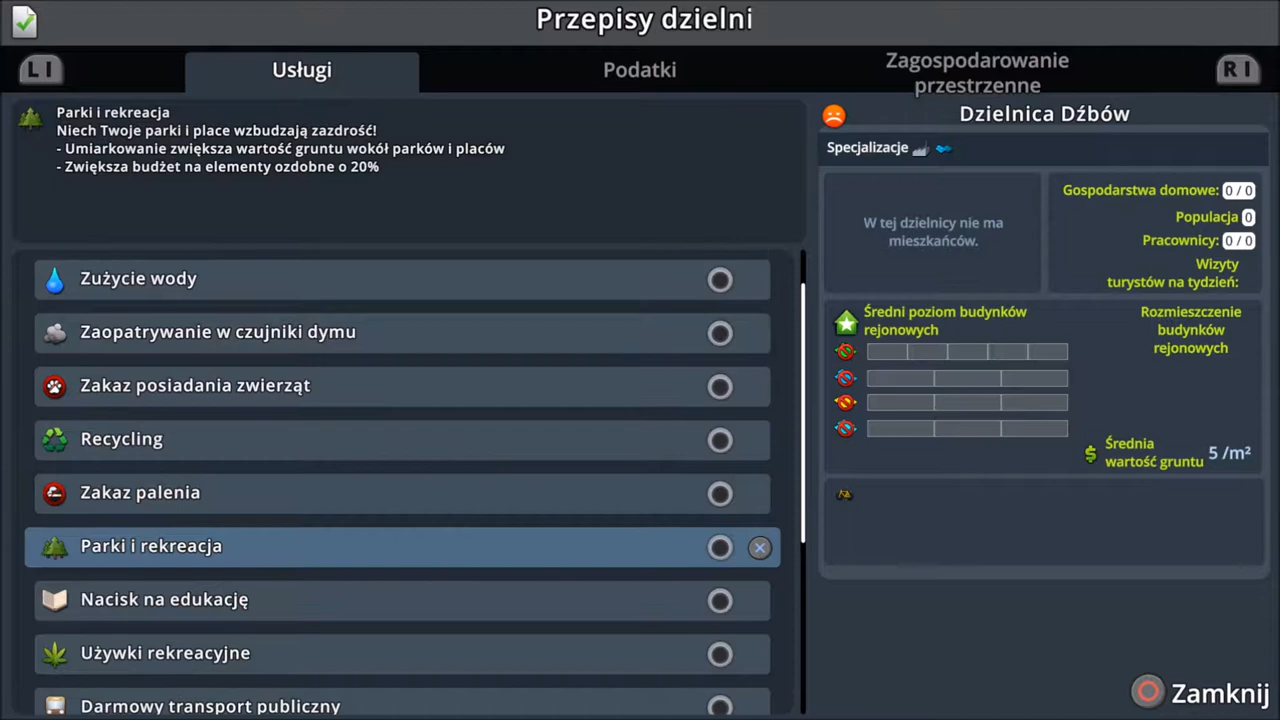 Przepisy dzielni
L1
Usługi
Podatki
Zagospodarowanie
przestrzenne
R1
Parki i rekreacja
Niech Twoje parki i place wzbudzają zazdrość!
- Umiarkowanie zwiększa wartość gruntu wokół parków i placów
- Zwiększa budżet na elementy ozdobne o 20%
Zużycie wody
Zaopatrywanie w czujniki dymu
Zakaz posiadania zwierząt
Recycling
Zakaz palenia
Parki i rekreacja
Nacisk na edukację
Używki rekreacyjne
Darmowy transport publiczny
Dzielnica Dźbów
Specjalizacje
W tej dzielnicy nie ma
mieszkańców.
Gospodarstwa domowe: 0 / 0
Populacja 0
Pracownicy: 0 / 0
Wizyty
turystów na tydzień:
Średni poziom budynków
rejonowych
Rozmieszczenie
budynków
rejonowych
Średnia
wartość gruntu 5 /m²
Zamknij